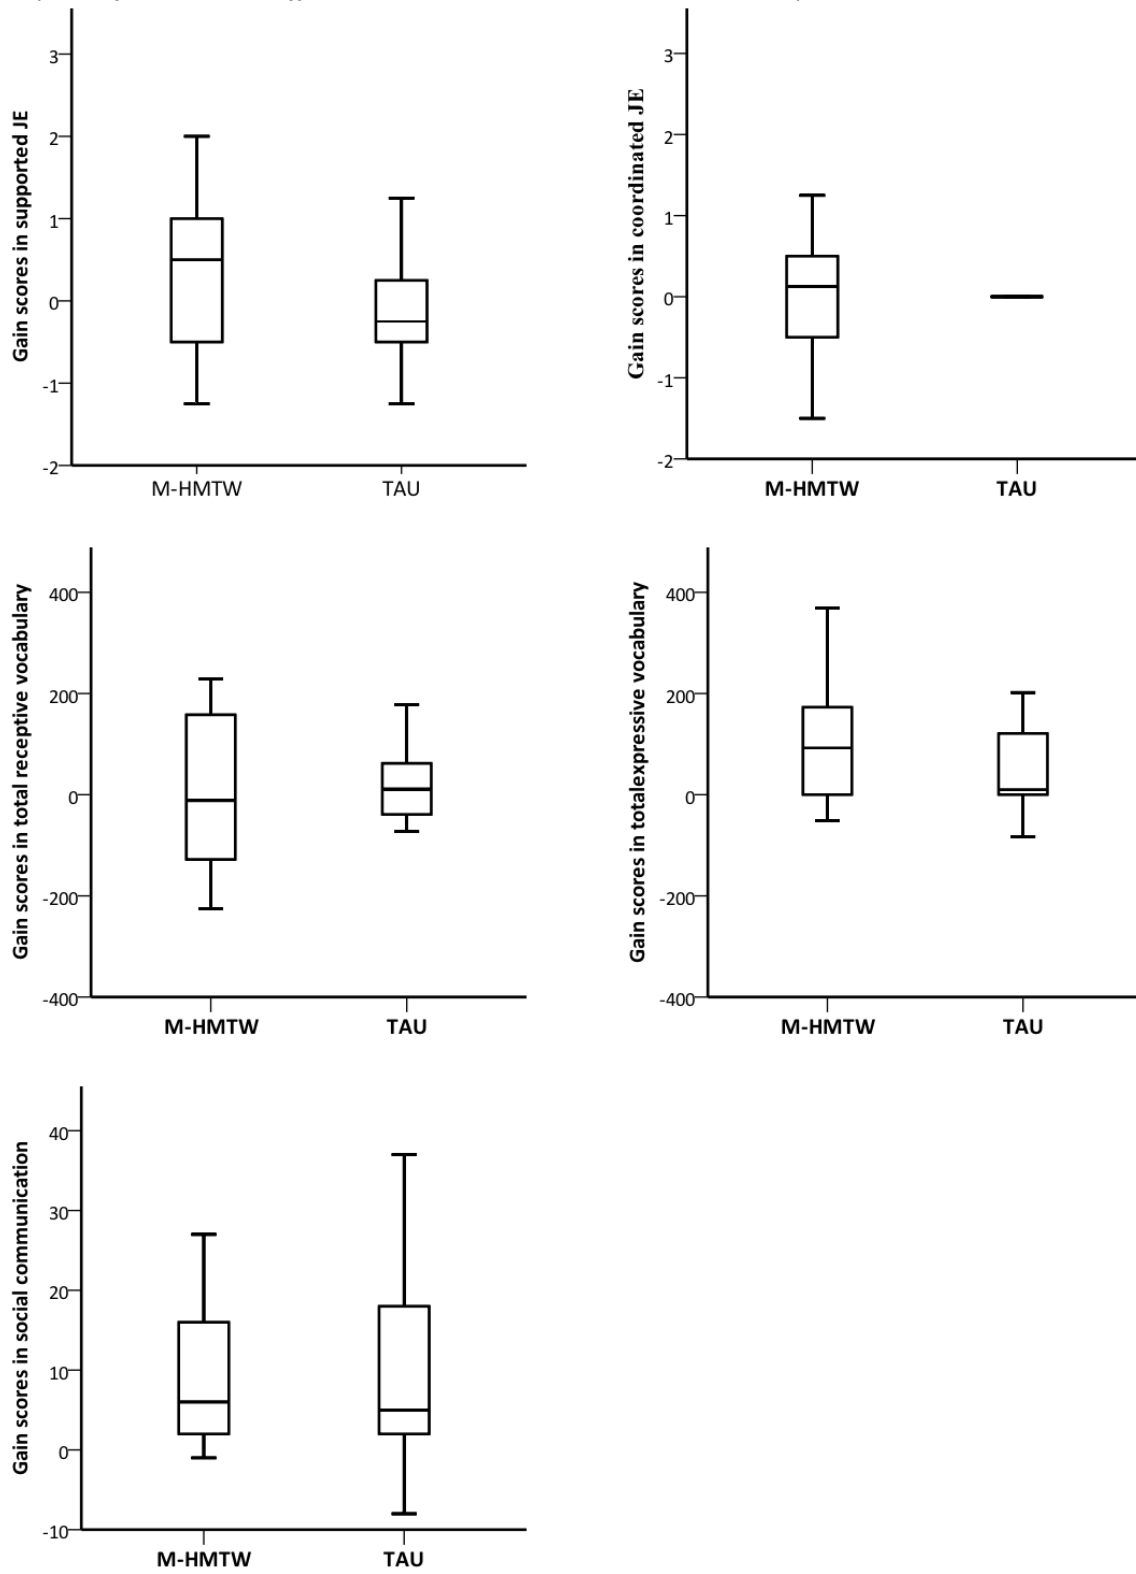 Gain scores in supported JE
3
2
1
0
-1
-2
M-HMTW TAU
Gain scores in coordinated JE
3
2
1
0
-1
-2
M-HMTW TAU
Gain scores in total receptive vocabulary
400
200
0
-200
-400
M-HMTW TAU
Gain scores in totalexpressive vocabulary
400
200
0
-200
-400
M-HMTW TAU
Gain scores in social communication
40
30
20
10
0
-10
M-HMTW TAU